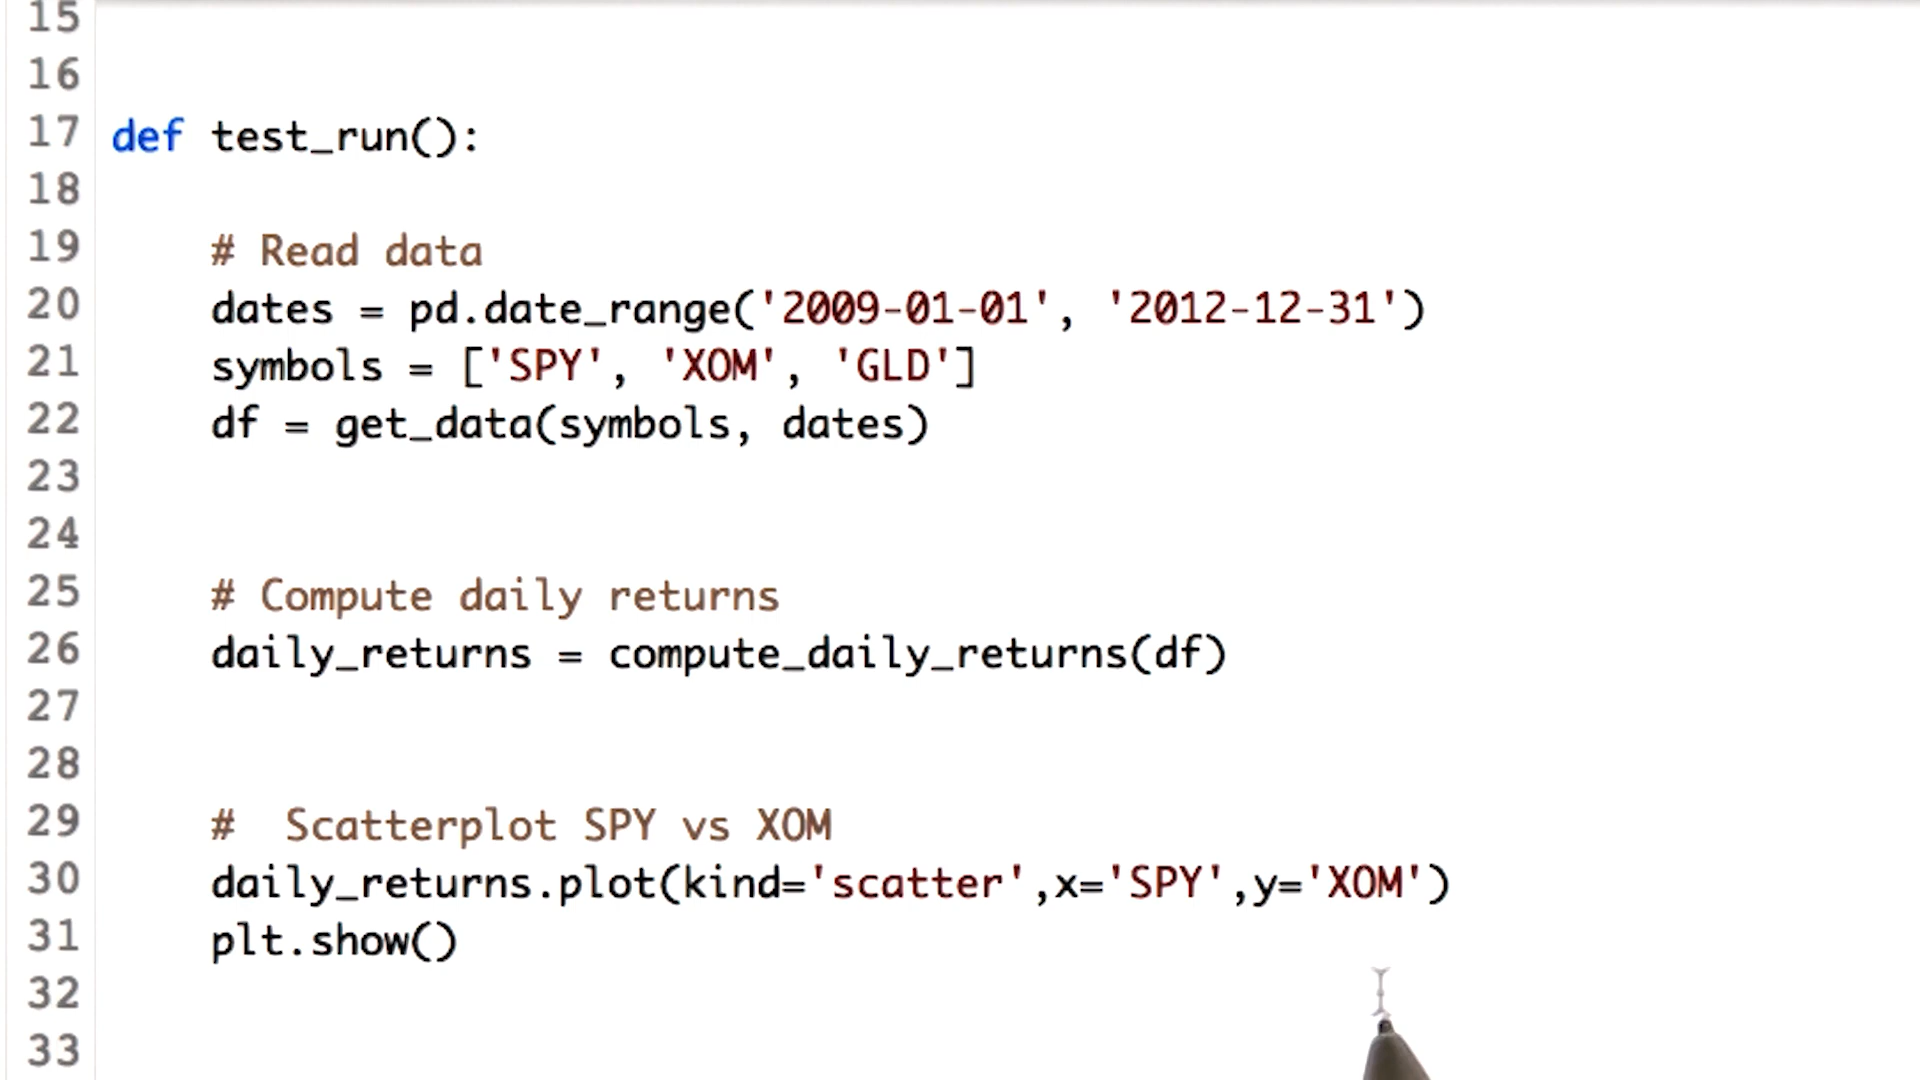 15
16
17 def test_run():
18
19 # Read data
20 dates = pd.date_range('2009-01-01', '2012-12-31')
21 symbols = ['SPY', 'XOM', 'GLD']
22 df = get_data(symbols, dates)
23
24
25 # Compute daily returns
26 daily_returns = compute_daily_returns(df)
27
28
29 #  Scatterplot SPY vs XOM
30 daily_returns.plot(kind='scatter',x='SPY',y='XOM')
31 plt.show()
32
33